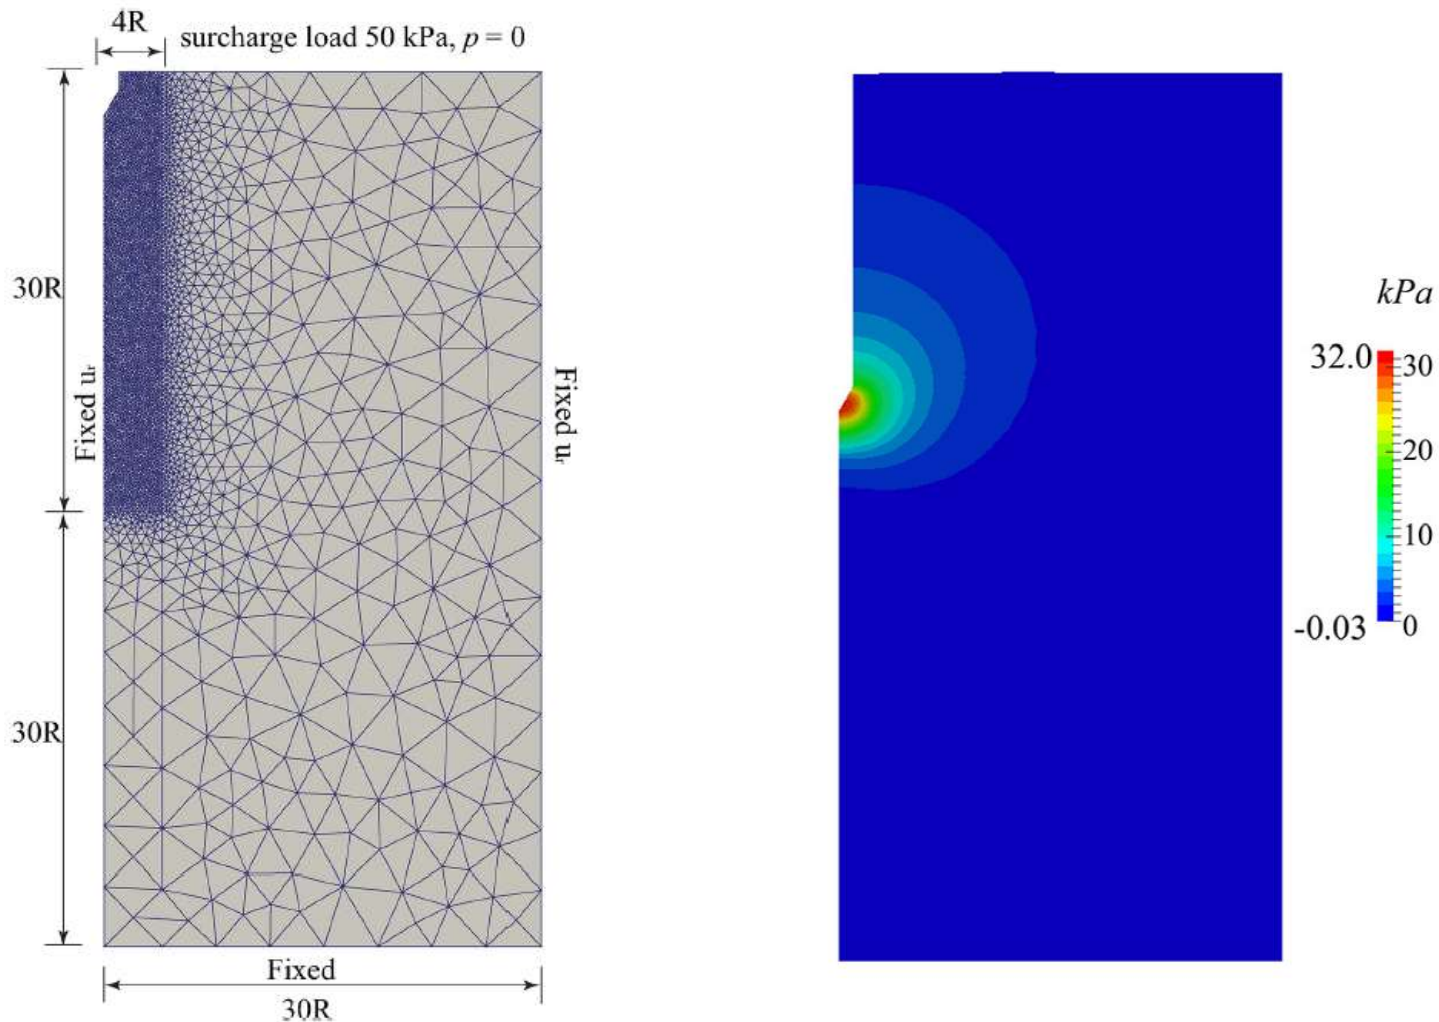 4R
surcharge load 50 kPa, p = 0
30R
Fixed uᵣ
Fixed uᵣ
30R
Fixed
30R
kPa
32.0
30
20
10
-0.03
0